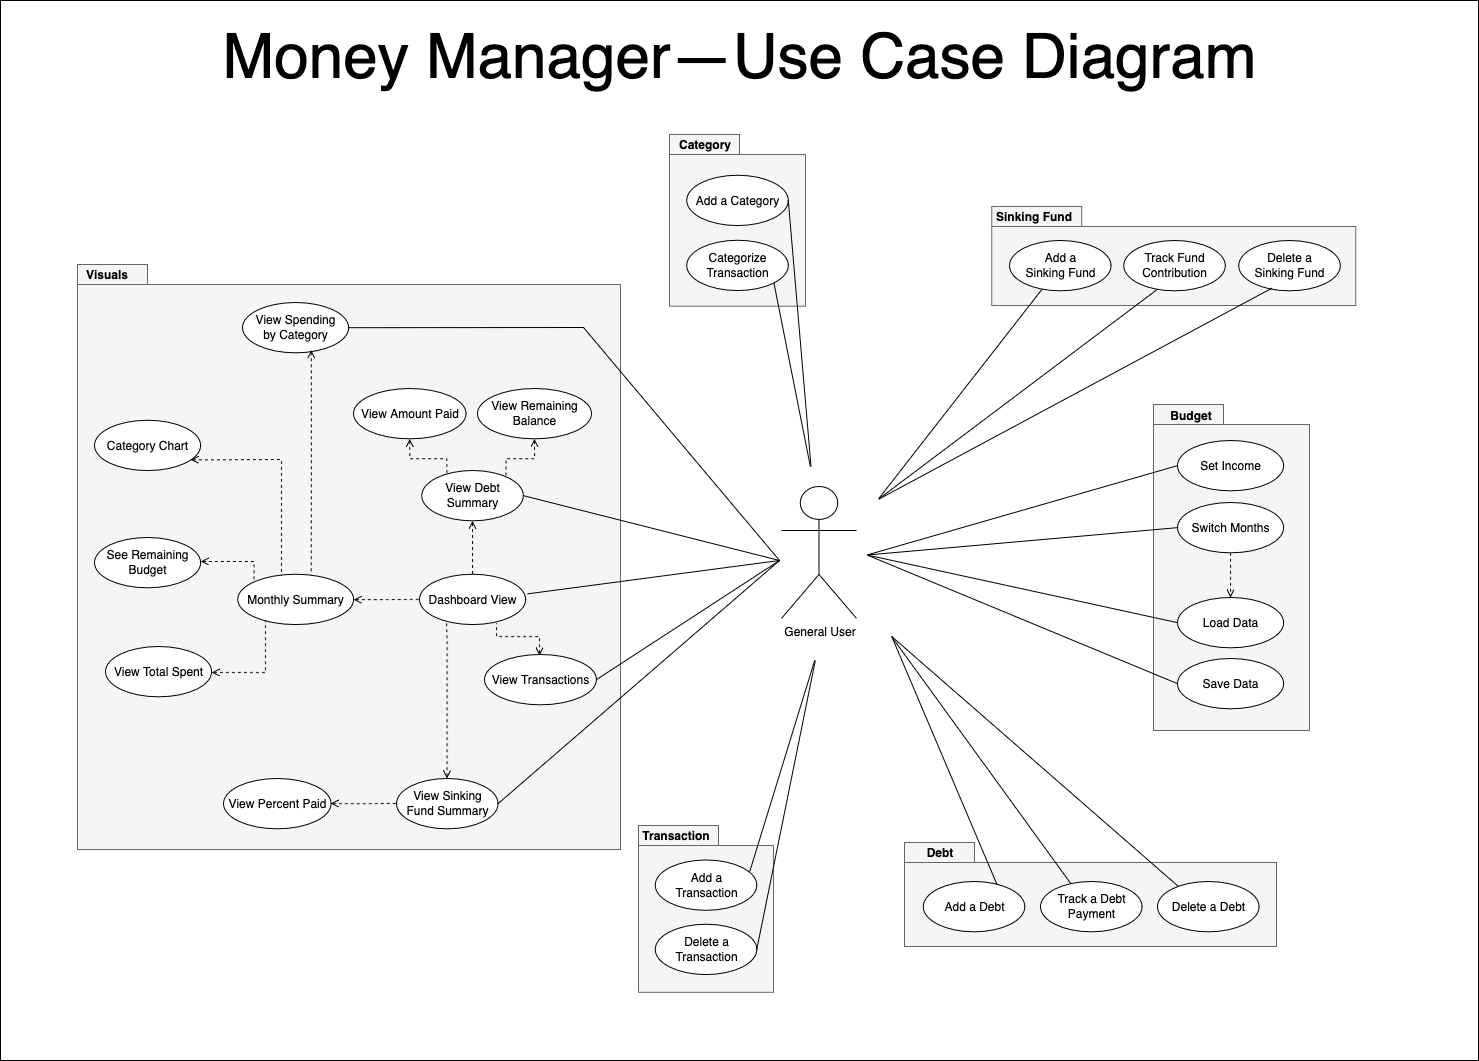 Money Manager—Use Case Diagram
Category
Add a Category
Categorize
Transaction
Sinking Fund
Add a
Sinking Fund
Track Fund
Contribution
Delete a
Sinking Fund
Visuals
View Spending
by Category
View Amount Paid
View Remaining
Balance
Category Chart
View Debt
Summary
See Remaining
Budget
Monthly Summary
Dashboard View
View Total Spent
View Transactions
View Percent Paid
View Sinking
Fund Summary
General User
Budget
Set Income
Switch Months
Load Data
Save Data
Transaction
Add a
Transaction
Delete a
Transaction
Debt
Add a Debt
Track a Debt
Payment
Delete a Debt